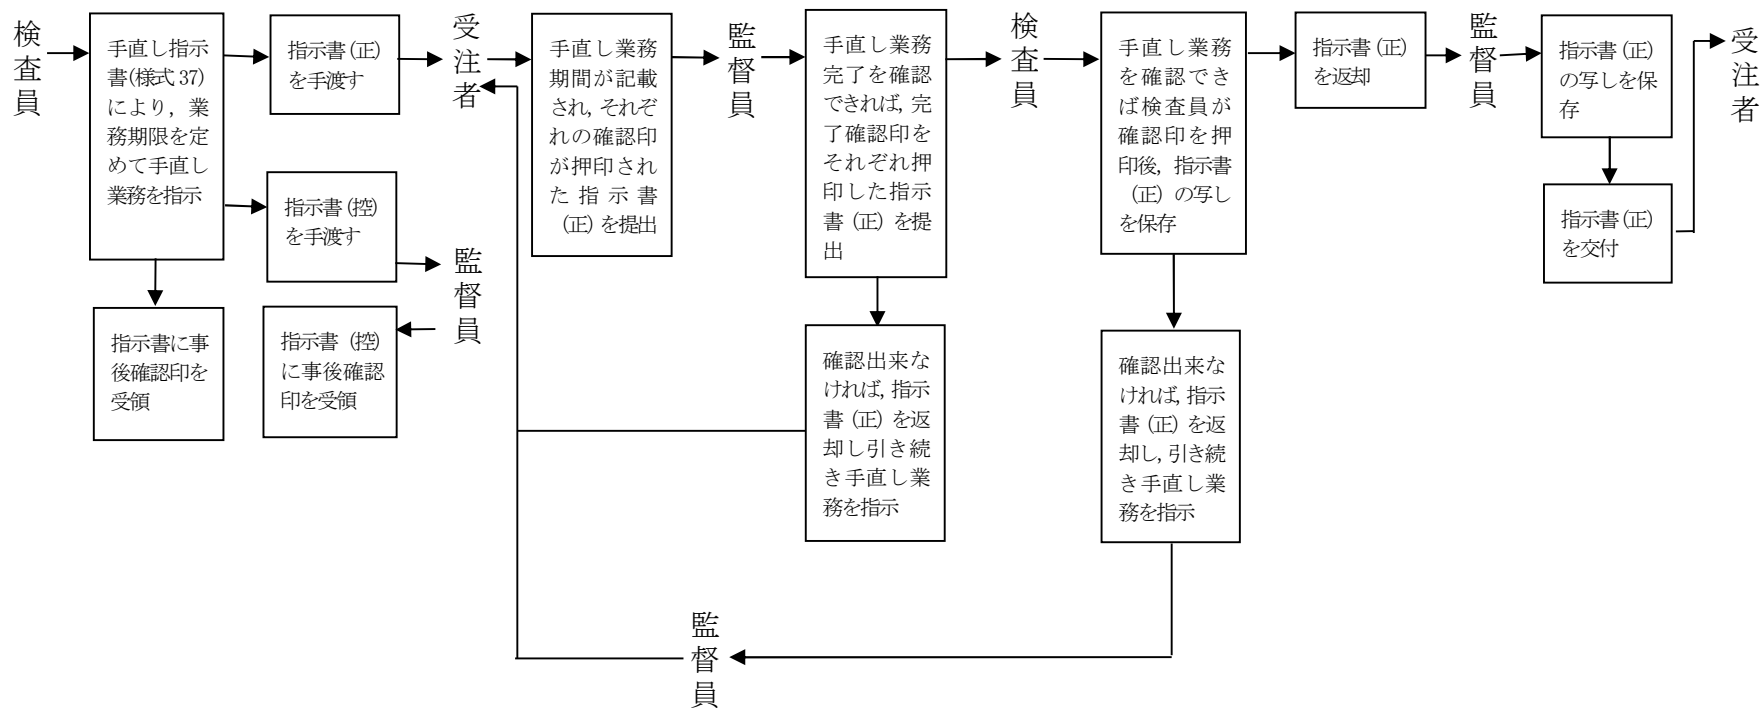 検査員
手直し指示
書(様式37)
により，業
務期限を定
めて手直し
業務を指示
指示書(正)
を手渡す
受注者
手直し業務
期間が記載
され，それぞ
れの確認印
が押印され
た指示書
(正)を提出
監督員
手直し業務
完了を確認
できれば，完
了確認印を
それぞれ押
印した指示
書(正)を提
出
検査員
手直し業務
を確認でき
ば検査員が
確認印を押
印後，指示書
(正)の写し
を保存
指示書(正)
を返却
監督員
指示書(正)
の写しを保
存
受注者
指示書(控)
を手渡す
監督員
指示書(正)
を交付
指示書に事
後確認印を
受領
指示書(控)
に事後確認
印を受領
確認出来な
ければ，指示
書(正)を返
却し引き続
き手直し業
務を指示
確認出来な
ければ，指示
書(正)を返
却し，引き続
き手直し業
務を指示
監督員